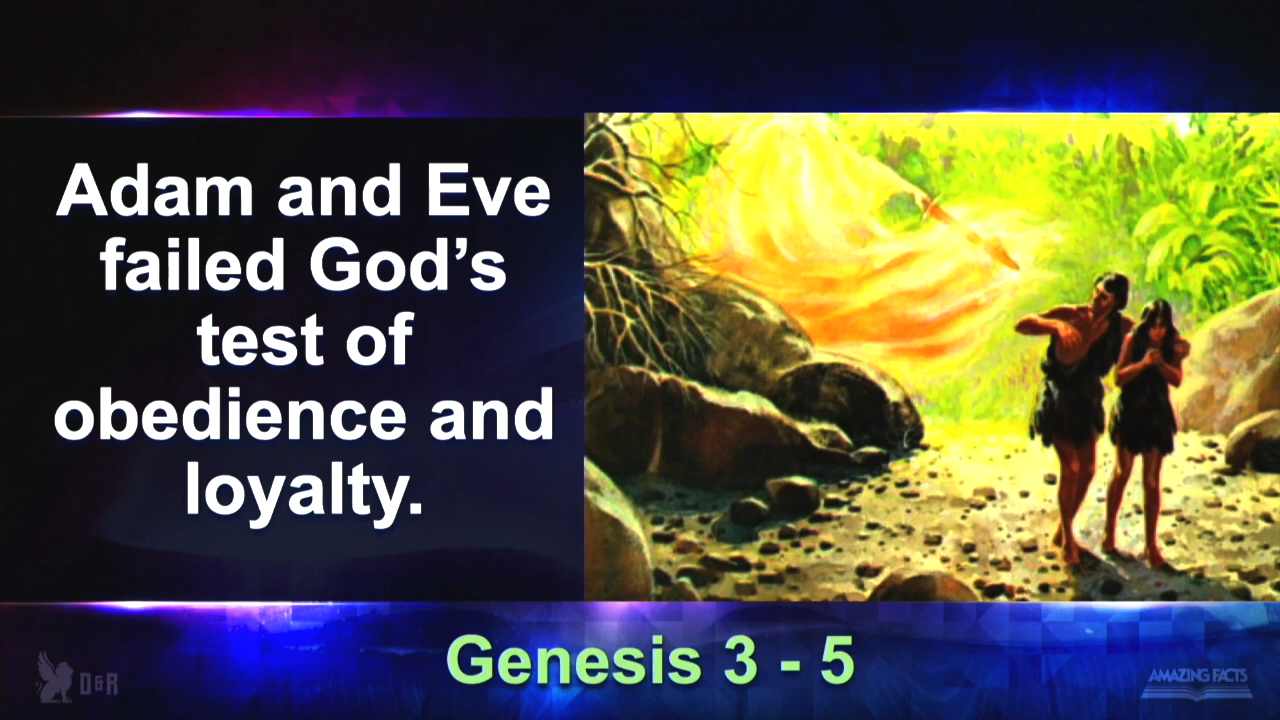 Adam and Eve
failed God’s
test of
obedience and
loyalty.
Genesis 3 - 5
D&R
AMAZING FACTS